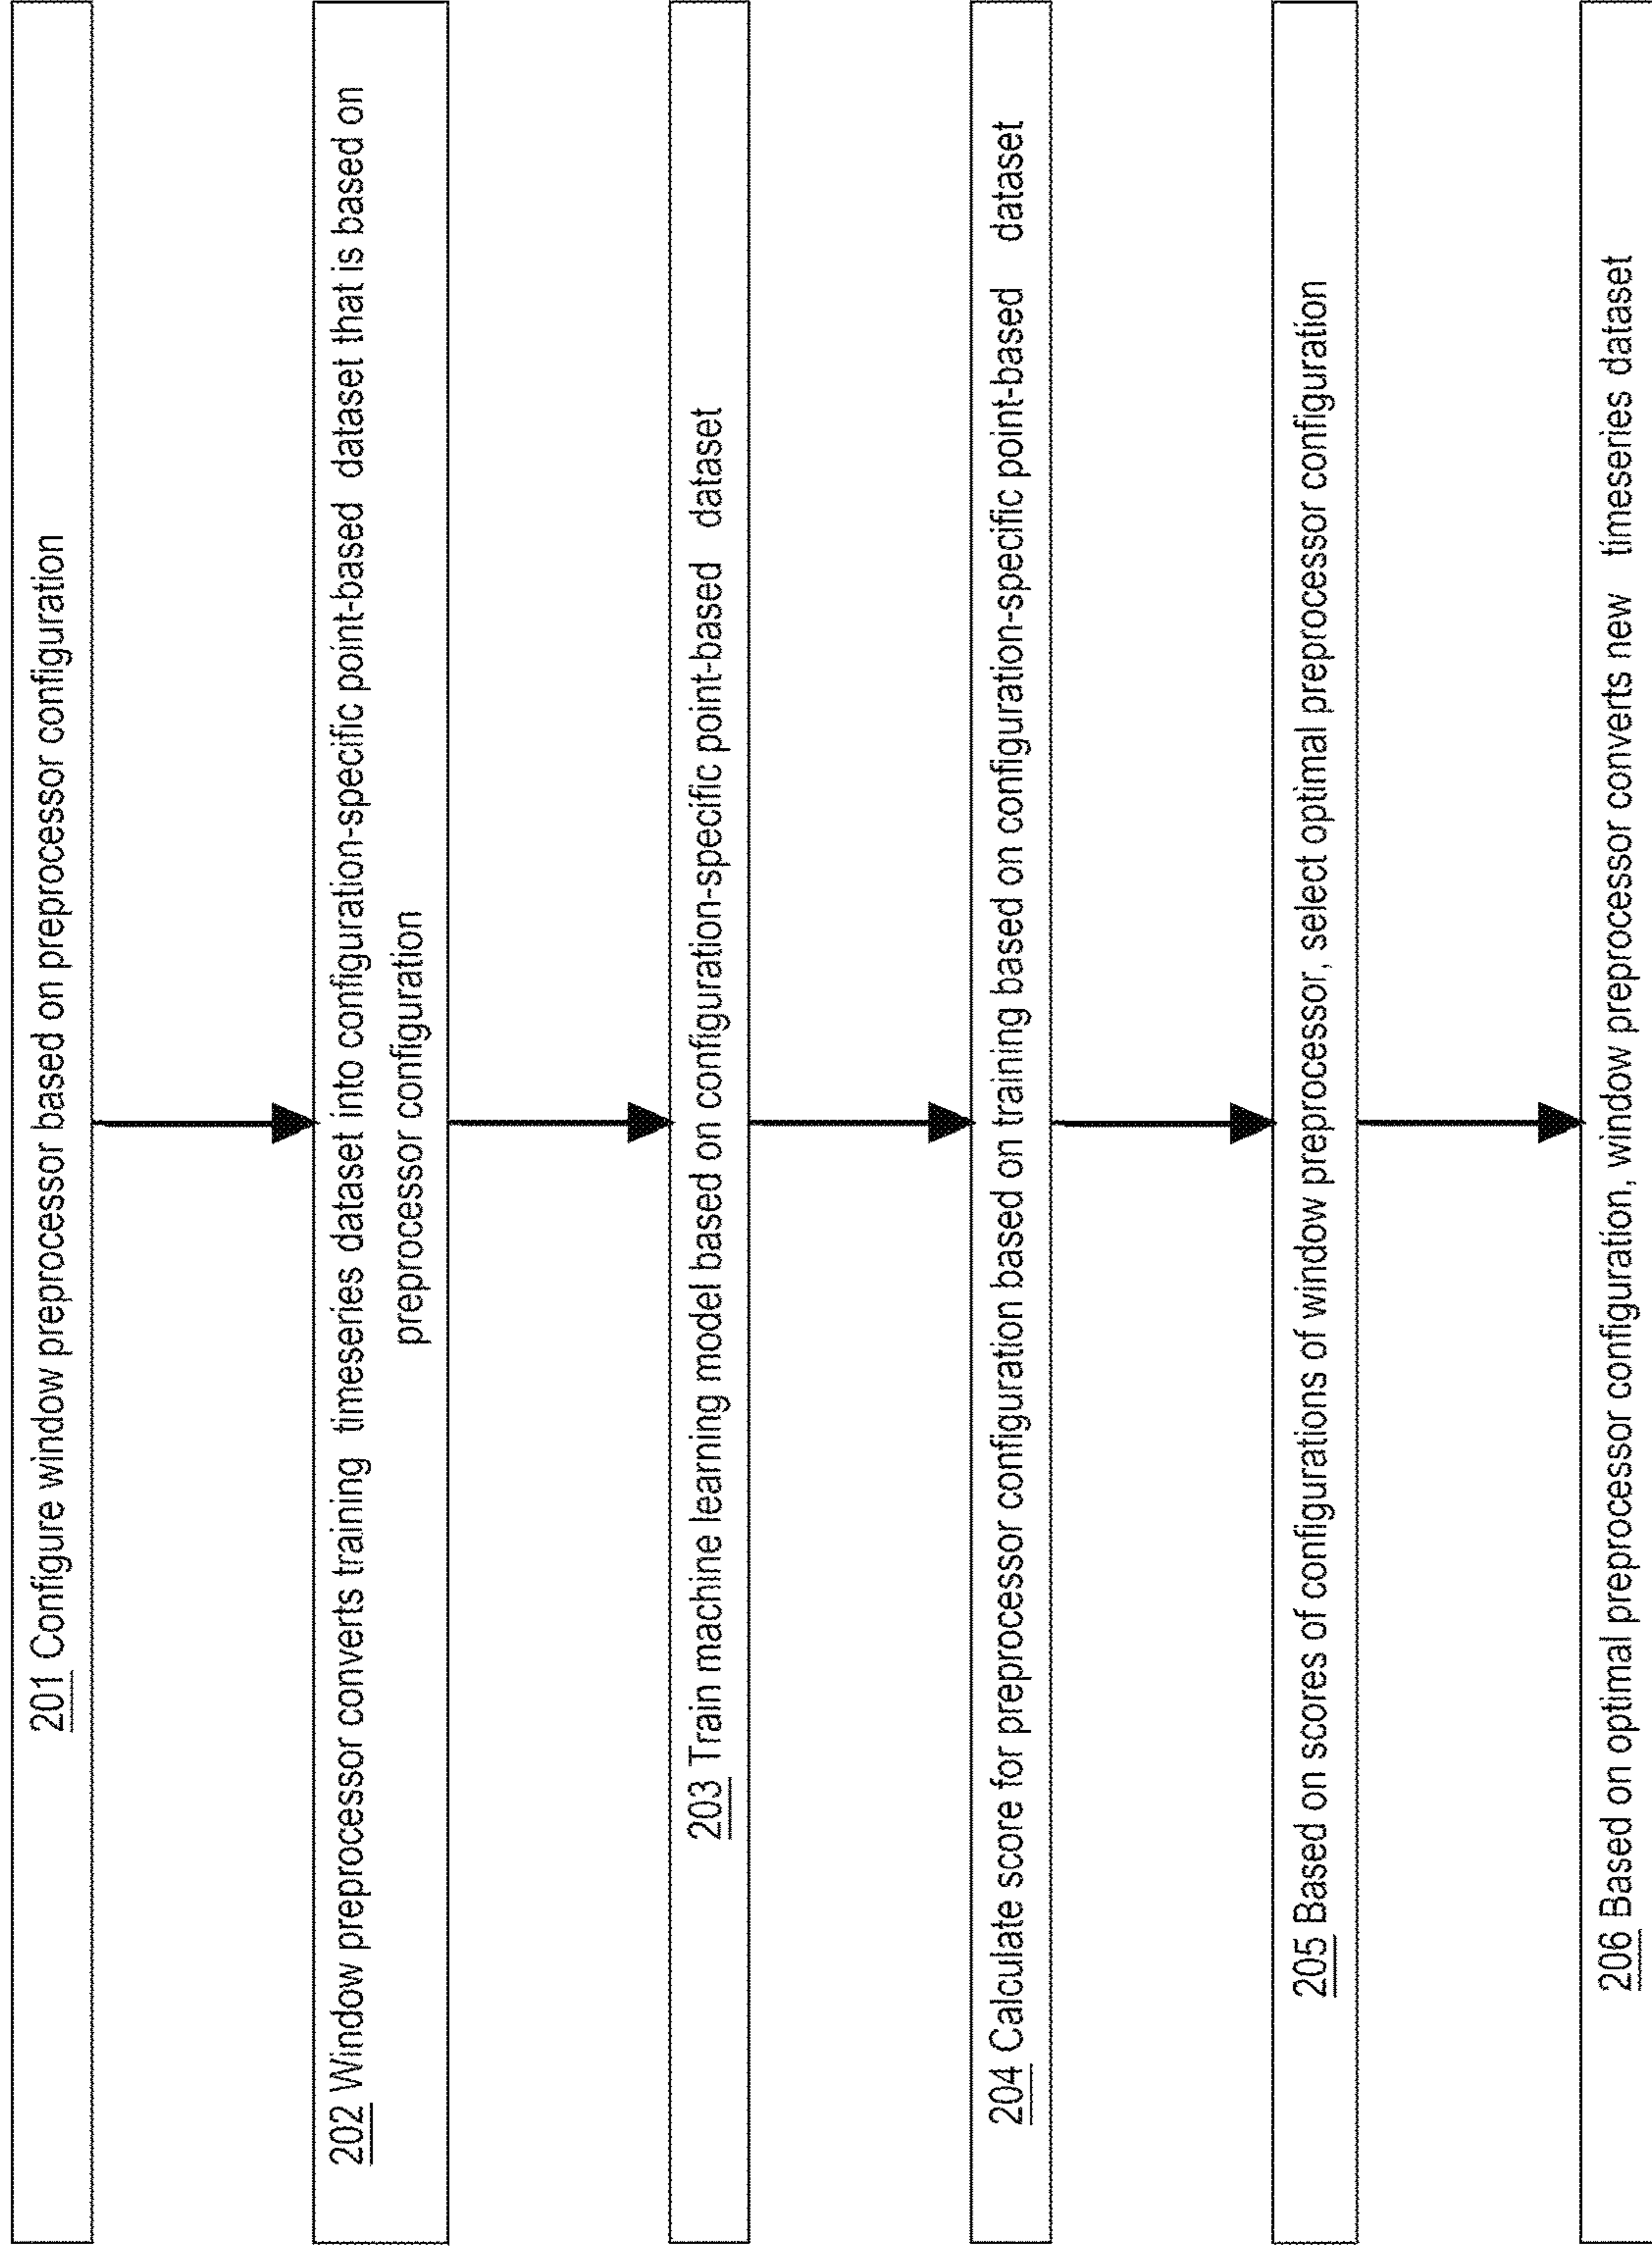 201 Configure window preprocessor based on preprocessor configuration
202 Window preprocessor converts training timeseries dataset into configuration-specific point-based dataset that is based on
preprocessor configuration
203 Train machine learning model based on configuration-specific point-based dataset
204 Calculate score for preprocessor configuration based on training based on configuration-specific point-based dataset
205 Based on scores of configurations of window preprocessor, select optimal preprocessor configuration
206 Based on optimal preprocessor configuration, window preprocessor converts new timeseries dataset